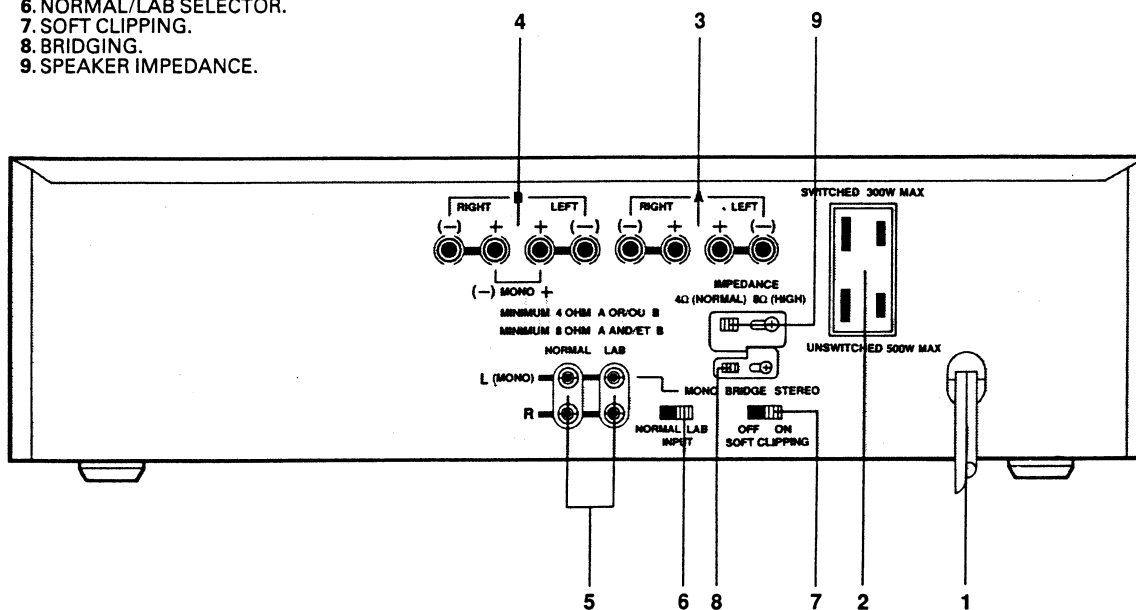 6. NORMAL/LAB SELECTOR.
7. SOFT CLIPPING.
8. BRIDGING.
9. SPEAKER IMPEDANCE.
4 3 9
SWITCHED 300W MAX
RIGHT B LEFT RIGHT A LEFT
(−) + + (−) (−) + + (−)
(−) MONO +
IMPEDANCE
4Ω (NORMAL) 8Ω (HIGH)
MINIMUM 4 OHM A OR/OU B
MINIMUM 8 OHM A AND/ET B
UNSWITCHED 500W MAX
NORMAL LAB
L (MONO)
MONO BRIDGE STEREO
R
NORMAL LAB
INPUT
OFF ON
SOFT CLIPPING
5 6 8 7 2 1